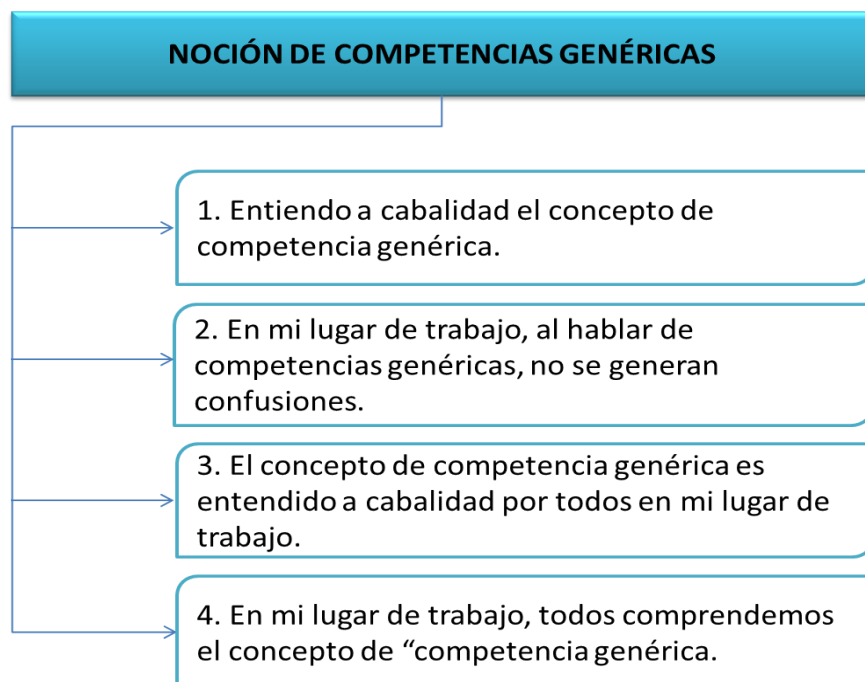 NOCIÓN DE COMPETENCIAS GENÉRICAS
1. Entiendo a cabalidad el concepto de
competencia genérica.
2. En mi lugar de trabajo, al hablar de
competencias genéricas, no se generan
confusiones.
3. El concepto de competencia genérica es
entendido a cabalidad por todos en mi lugar de
trabajo.
4. En mi lugar de trabajo, todos comprendemos
el concepto de “competencia genérica.